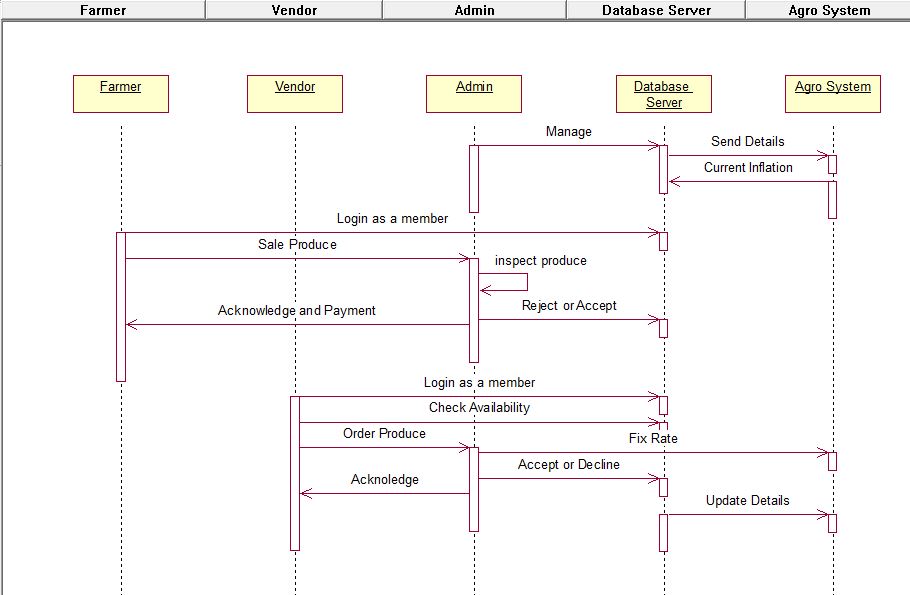 Farmer Vendor Admin Database Server Agro System
Farmer Vendor Admin Database Agro System
Server
Manage
Send Details
Current Inflation
Login as a member
Sale Produce
inspect produce
Reject or Accept
Acknowledge and Payment
Login as a member
Check Availability
Order Produce
Fix Rate
Accept or Decline
Acknoledge
Update Details